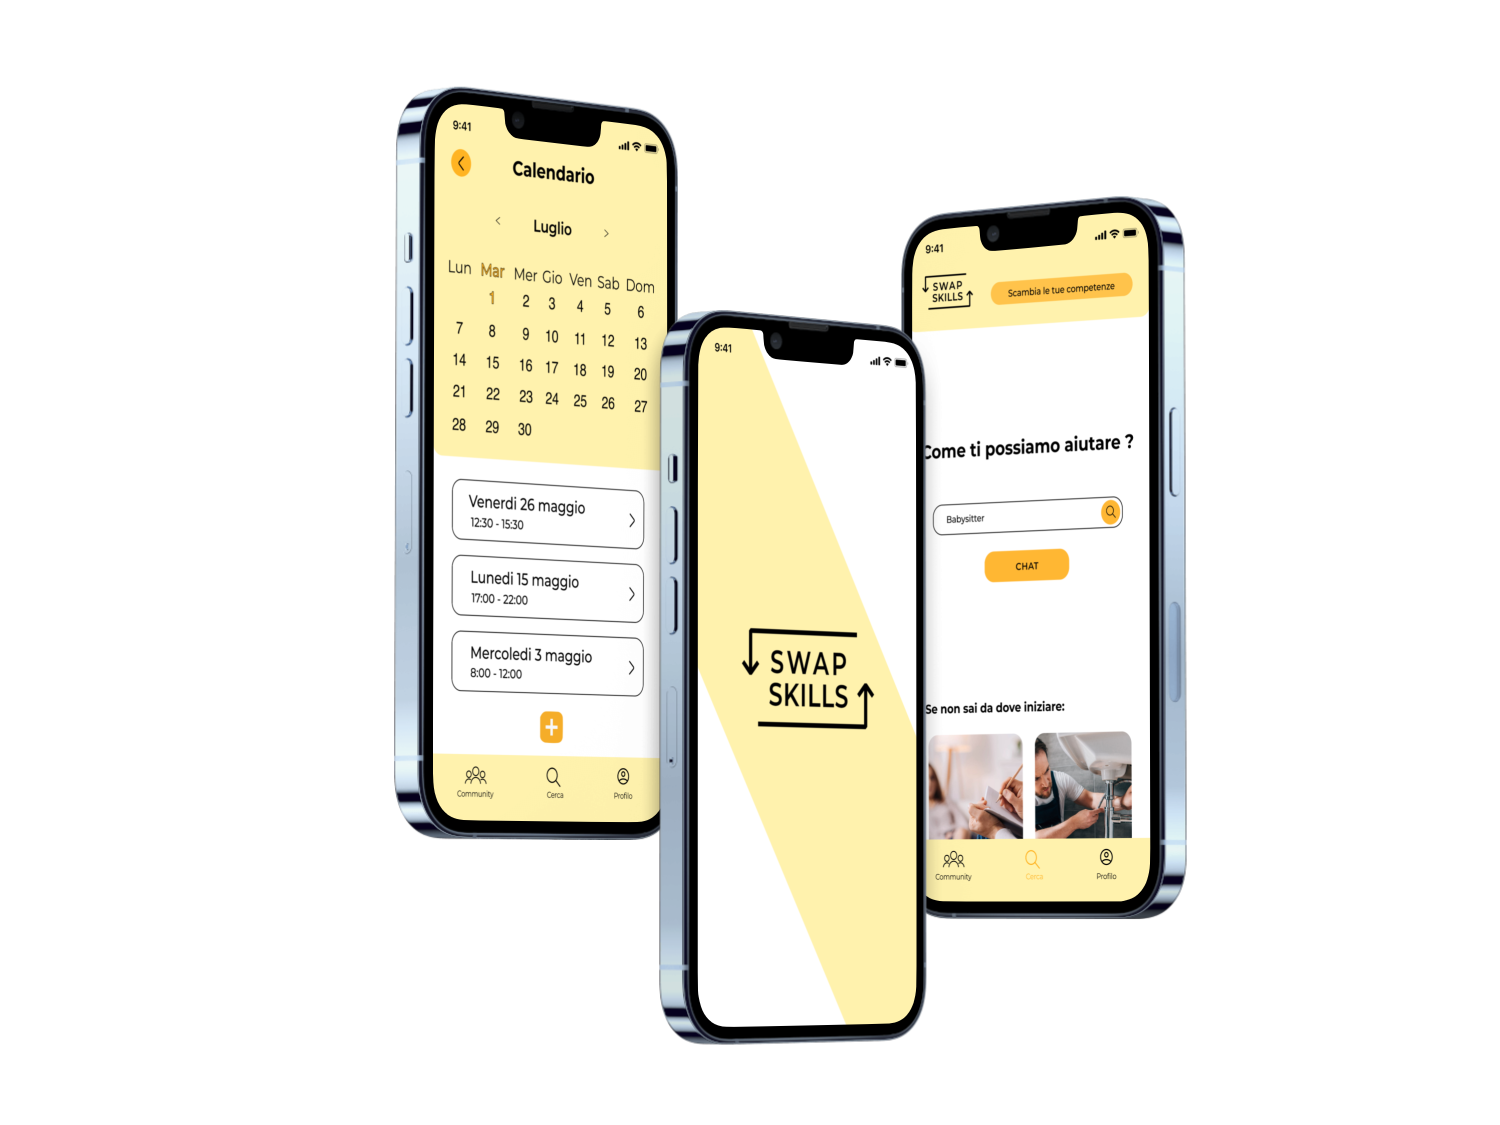 9:41
Calendario
Luglio
Lun Mar Mer Gio Ven Sab Dom
1 2 3 4 5 6
7 8 9 10 11 12 13
14 15 16 17 18 19 20
21 22 23 24 25 26 27
28 29 30
Venerdi 26 maggio
12:30 - 15:30
Lunedi 15 maggio
17:00 - 22:00
Mercoledi 3 maggio
8:00 - 12:00
+
Community Cerca Profilo
9:41
SWAP
SKILLS
9:41
SWAP
SKILLS
Scambia le tue competenze
Come ti possiamo aiutare ?
Babysitter
CHAT
Se non sai da dove iniziare:
Community Cerca Profilo